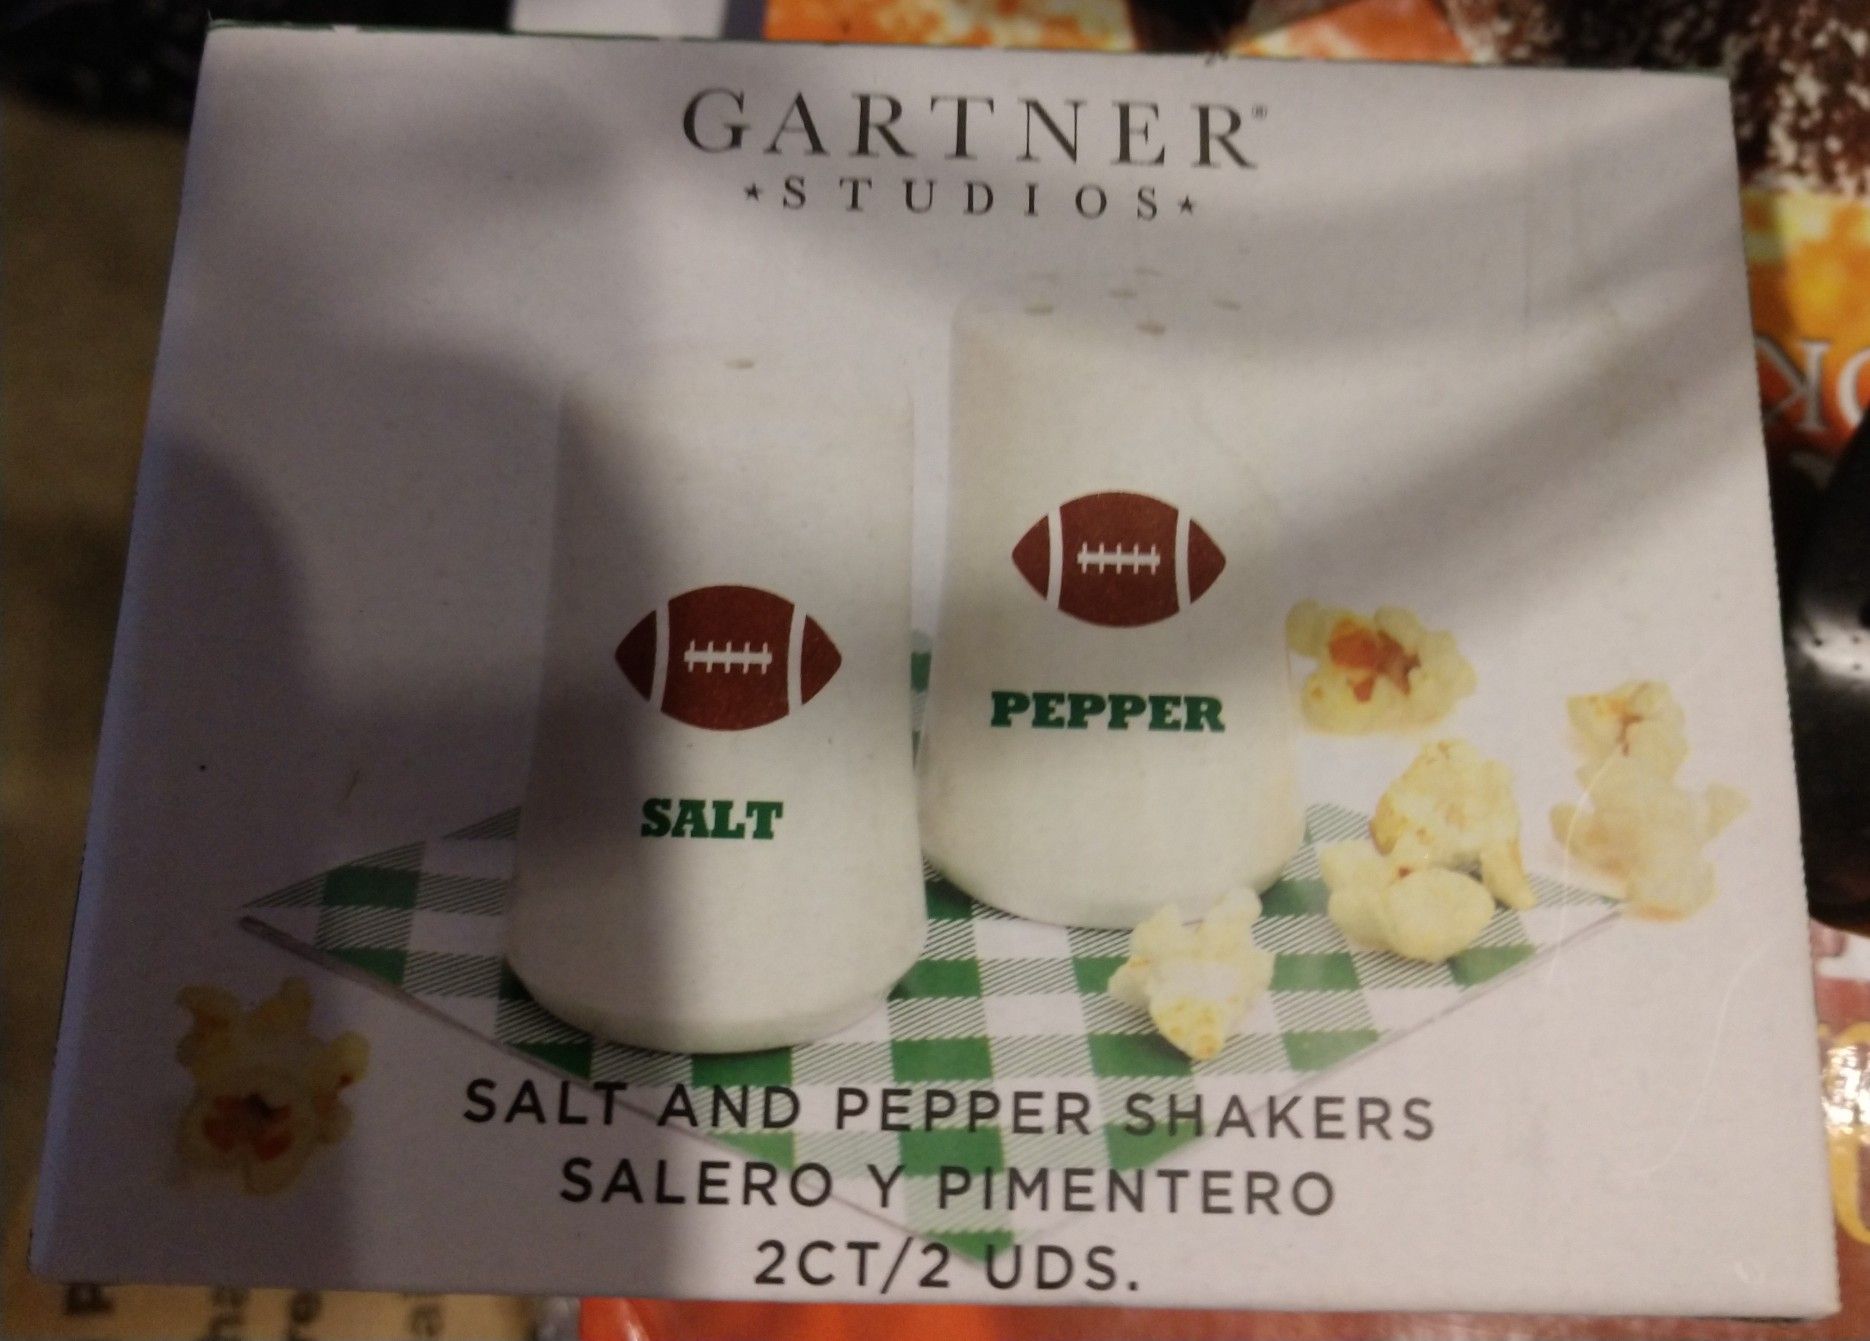 GARTNER®
★STUDIOS★
PEPPER
SALT
SALT AND PEPPER SHAKERS
SALERO Y PIMENTERO
2CT/2 UDS.